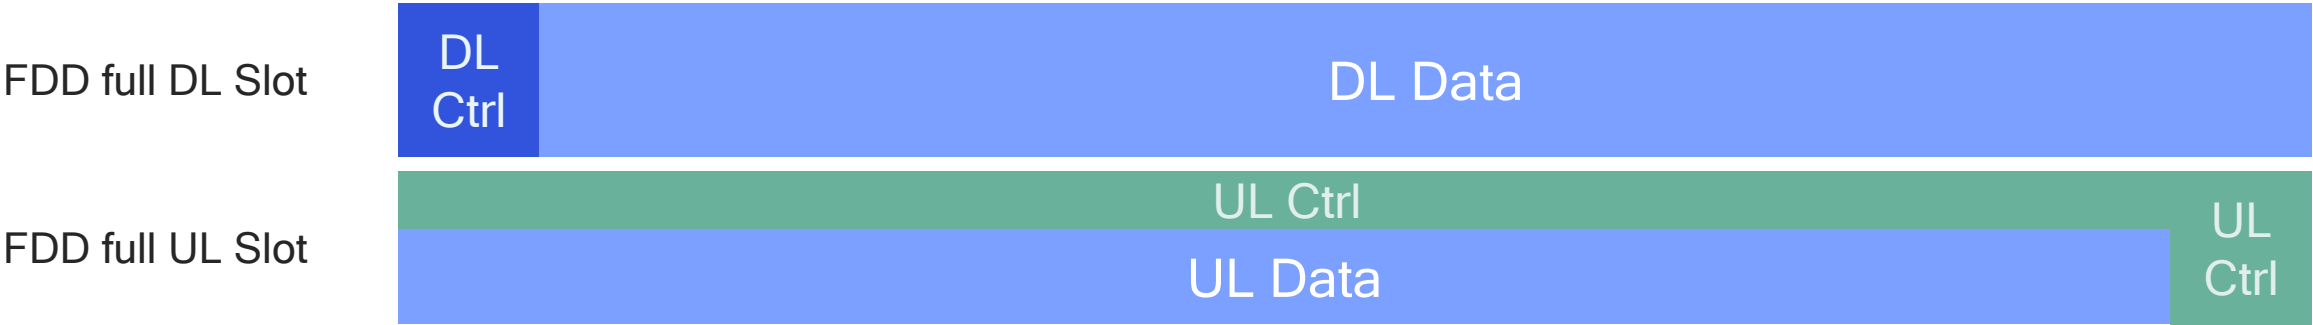 FDD full DL Slot
DL
Ctrl
DL Data
FDD full UL Slot
UL Ctrl
UL Data
UL
Ctrl